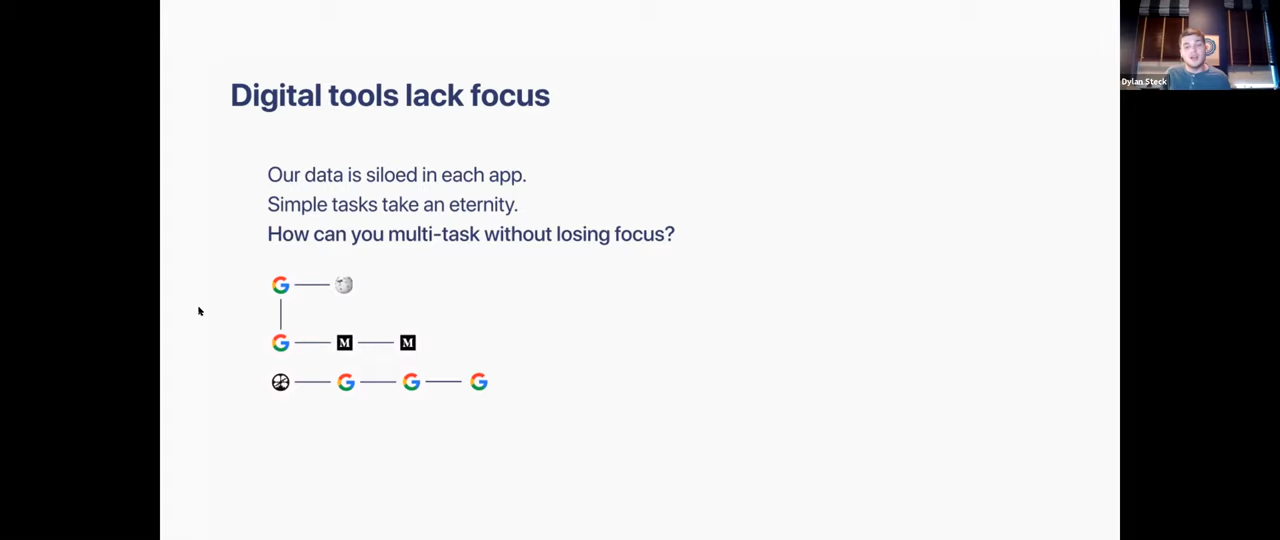 Digital tools lack focus
Dylan Steck
Our data is siloed in each app.
Simple tasks take an eternity.
How can you multi-task without losing focus?
G
G M M
G G G